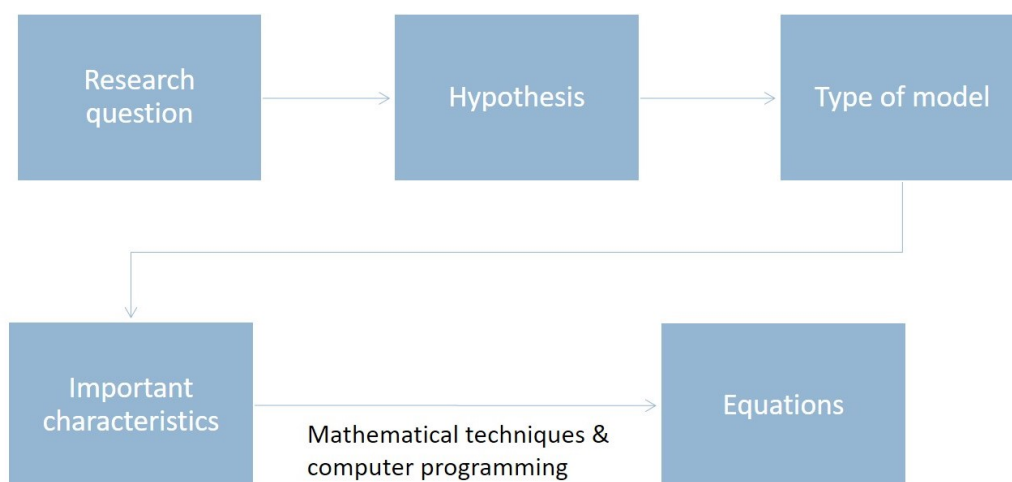 Research
question
Hypothesis
Type of model
Important
characteristics
Mathematical techniques &
computer programming
Equations